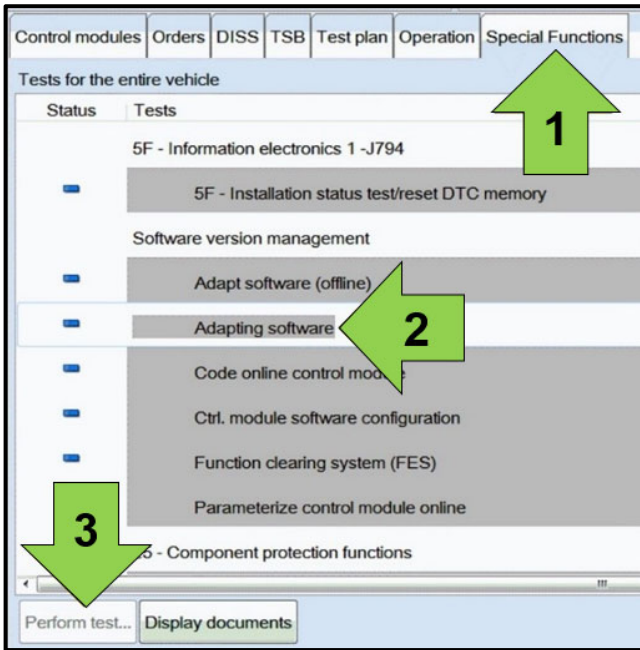 Control modules Orders DISS TSB Test plan Operation Special Functions
Tests for the entire vehicle
Status Tests
1
5F - Information electronics 1 -J794
5F - Installation status test/reset DTC memory
Software version management
Adapt software (offline)
Adapting software 2
Code online control module
Ctrl. module software configuration
Function clearing system (FES)
Parameterize control module online
3
- Component protection functions
Perform test... Display documents